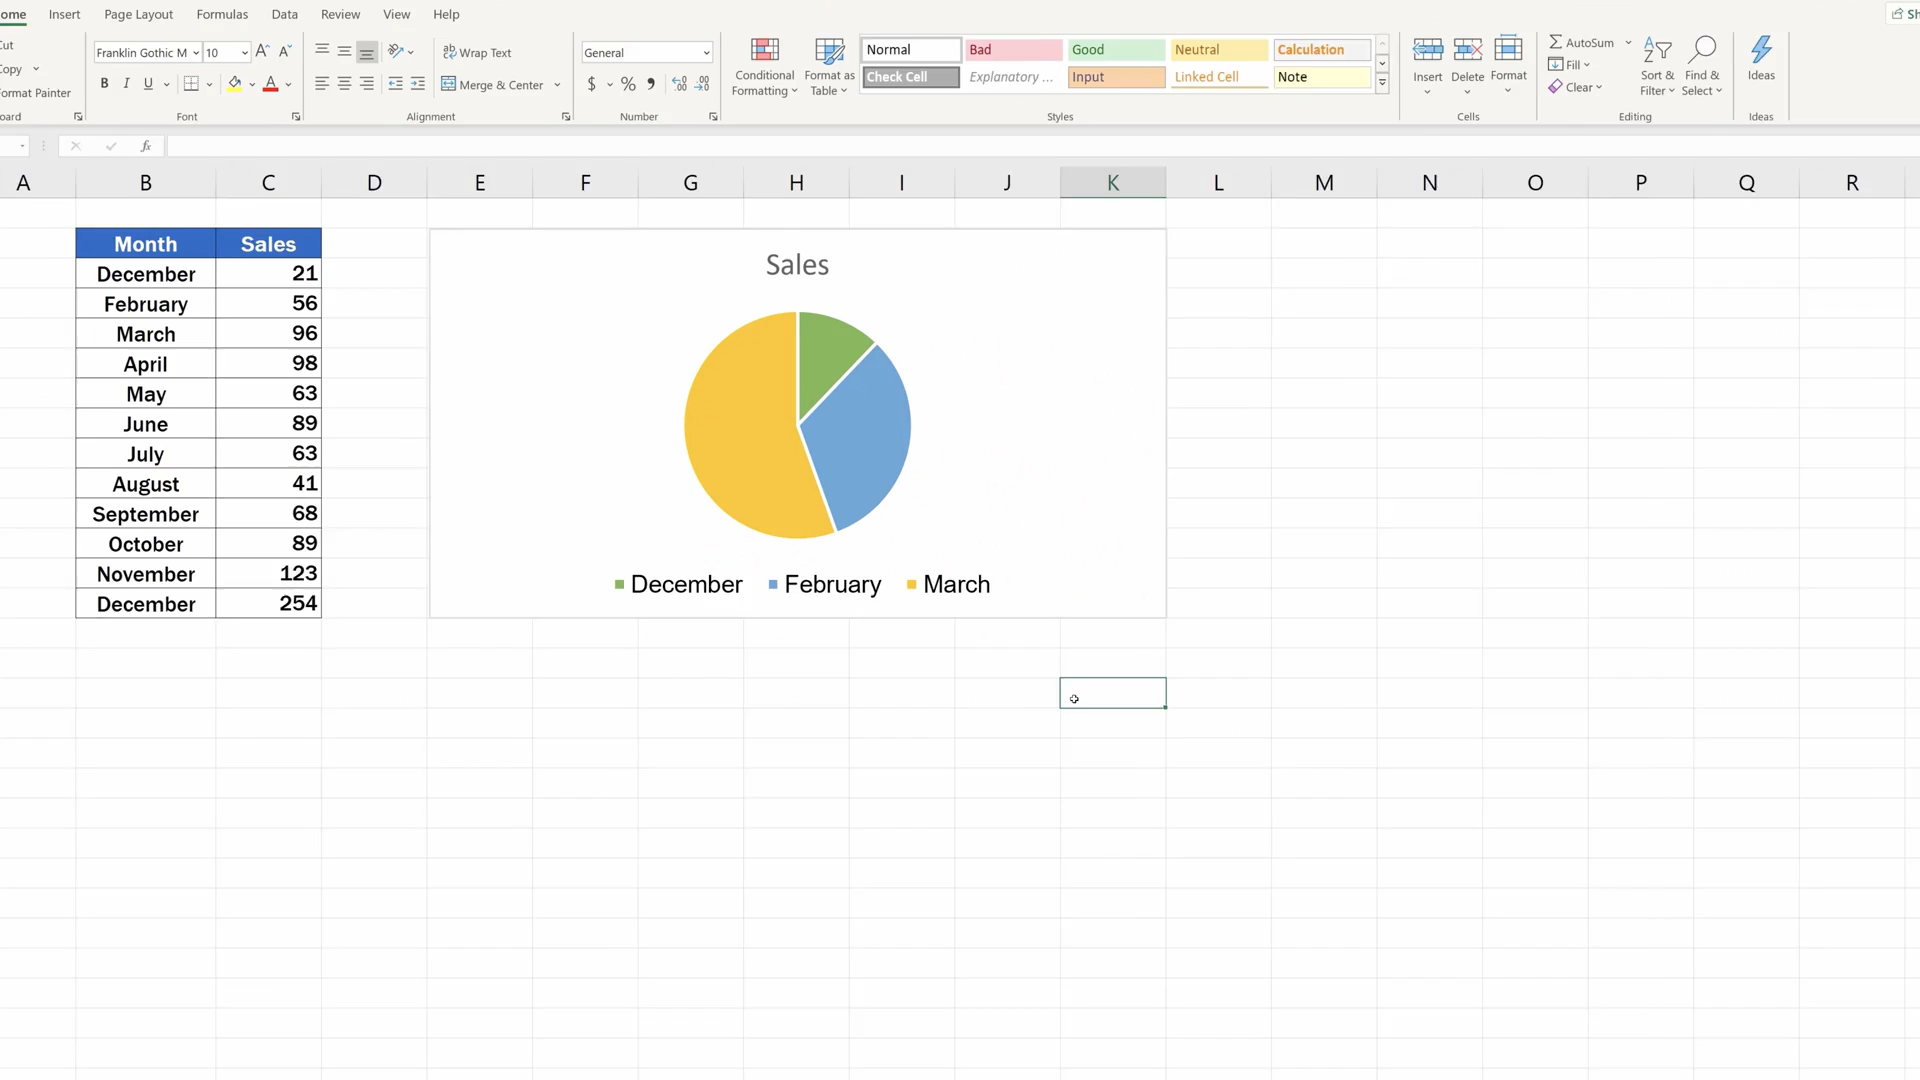 ome Insert Page Layout Formulas Data Review View Help Sh
ut
opy
ormat Painter
oard
Franklin Gothic M 10
B I U
Font
Wrap Text
Merge & Center
Alignment
General
$ % 9
Number
Conditional Formatting
Format as Table
Normal Bad Good Neutral Calculation
Check Cell Explanatory ... Input Linked Cell Note
Styles
Insert Delete Format
Cells
AutoSum
Fill
Clear
Sort & Filter
Find & Select
Editing
Ideas
Ideas
fx
A B C D E F G H I J K L M N O P Q R
Month Sales
December 21
February 56
March 96
April 98
May 63
June 89
July 63
August 41
September 68
October 89
November 123
December 254
Sales
December February March